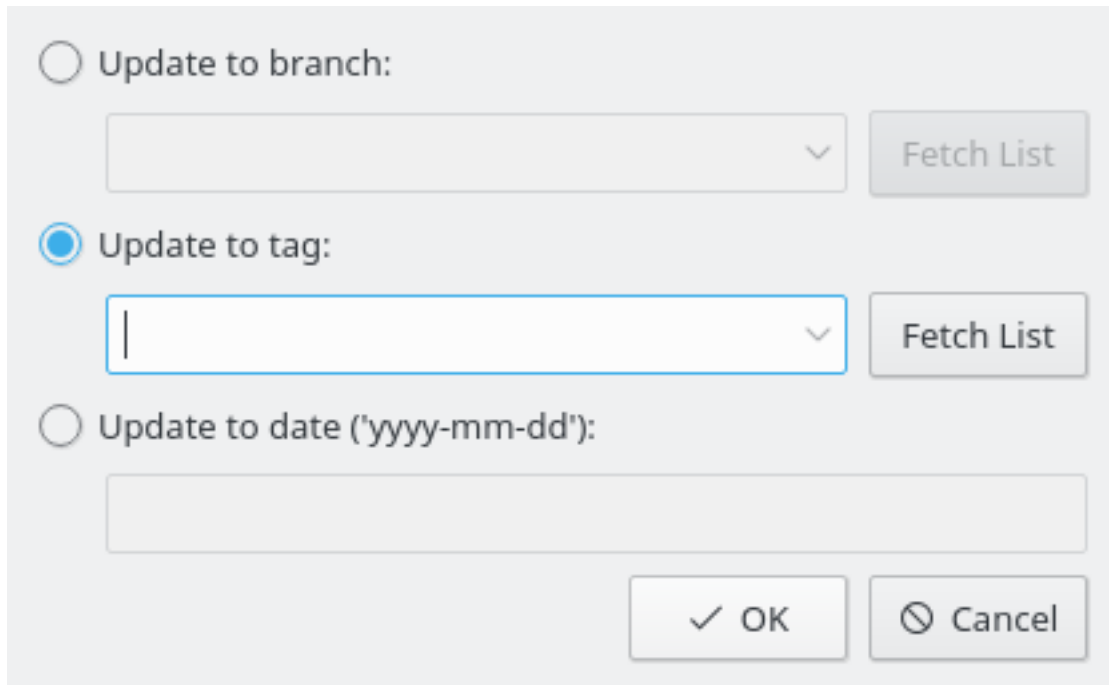 Update to branch:
Fetch List
Update to tag:
Fetch List
Update to date ('yyyy-mm-dd'):
OK
Cancel